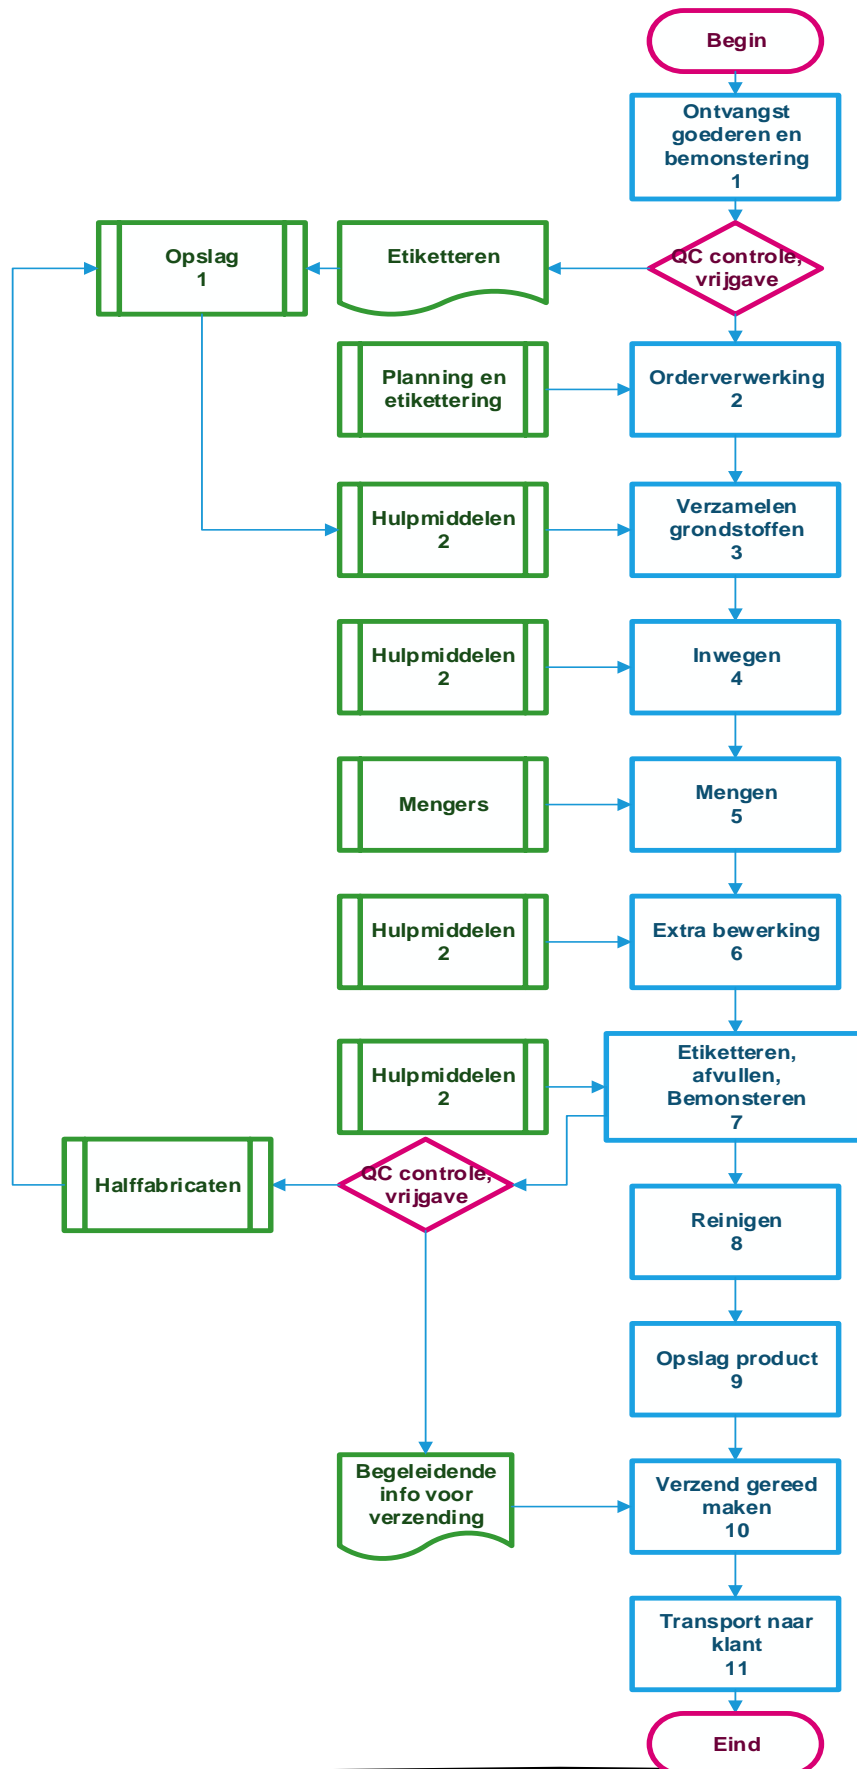 Begin
Ontvangst
goederen en
bemonstering
1
Opslag
1
Etiketteren
QC controle,
vrijgave
Planning en
etikettering
Orderverwerking
2
Hulpmiddelen
2
Verzamelen
grondstoffen
3
Hulpmiddelen
2
Inwegen
4
Mengers
Mengen
5
Hulpmiddelen
2
Extra bewerking
6
Hulpmiddelen
2
Etiketteren,
afvullen,
Bemonsteren
7
Halffabricaten
QC controle,
vrijgave
Reinigen
8
Opslag product
9
Begeleidende
info voor
verzending
Verzend gereed
maken
10
Transport naar
klant
11
Eind